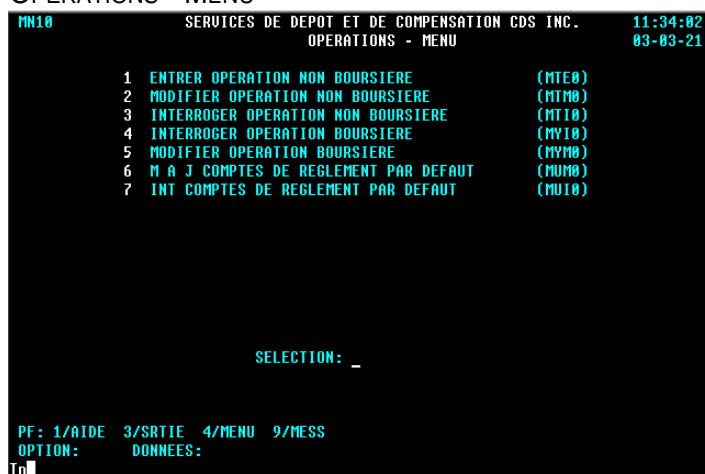 OPERATIONS - MENU
MN10 SERVICES DE DEPOT ET DE COMPENSATION CDS INC. 11:34:02
OPERATIONS - MENU 03-03-21
1 ENTRER OPERATION NON BOURSIERE (MTE0)
2 MODIFIER OPERATION NON BOURSIERE (MTM0)
3 INTERROGER OPERATION NON BOURSIERE (MTI0)
4 INTERROGER OPERATION BOURSIERE (MYI0)
5 MODIFIER OPERATION BOURSIERE (MYM0)
6 M A J COMPTES DE REGLEMENT PAR DEFAUT (MUM0)
7 INT COMPTES DE REGLEMENT PAR DEFAUT (MUI0)
SELECTION: _
PF: 1/AIDE 3/SRTIE 4/MENU 9/MESS
OPTION: DONNEES: